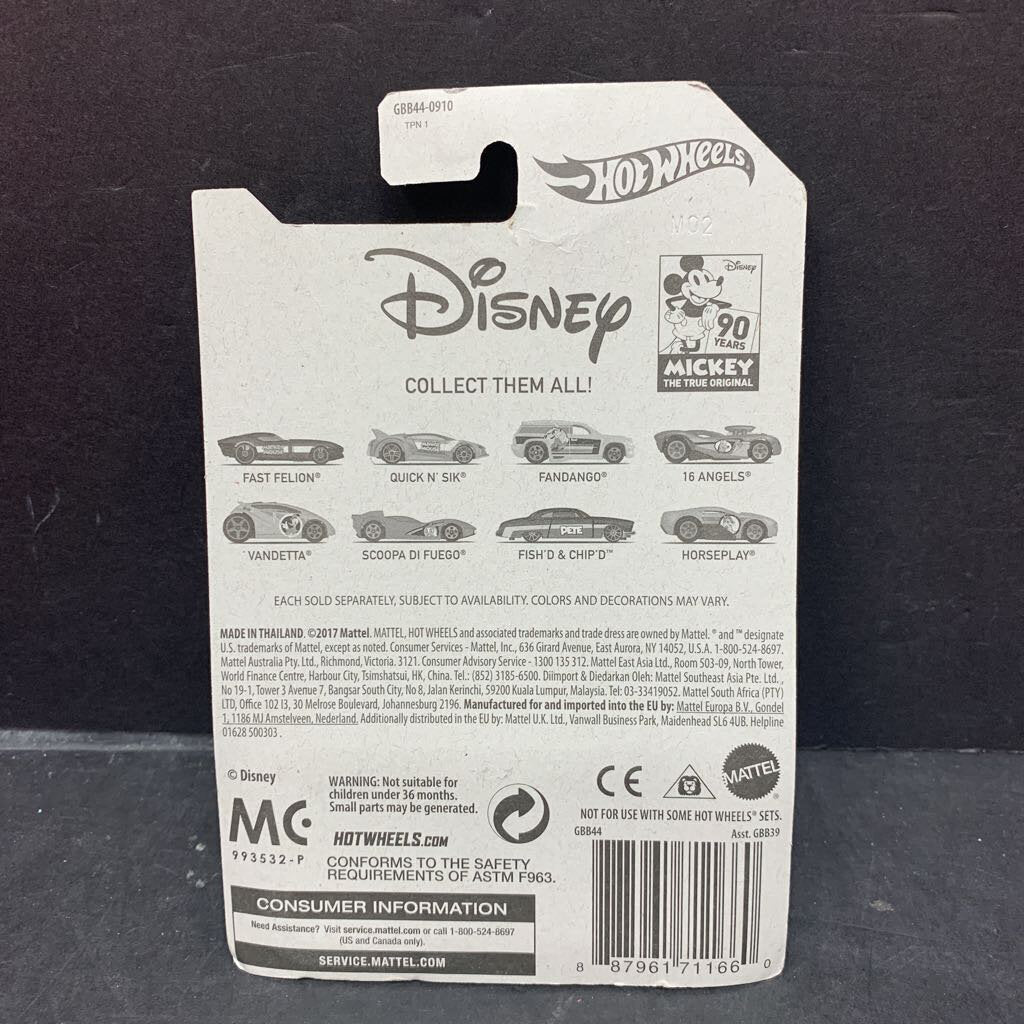 GBB44-0910
TPN 1
HOT WHEELS®
MO2
DISNEY
DISNEY
90
YEARS
MICKEY
THE TRUE ORIGINAL
COLLECT THEM ALL!
FAST FELION® QUICK N' SIK® FANDANGO® 16 ANGELS®
PETE
VANDETTA® SCOOPA DI FUEGO® FISH'D & CHIP'D™ HORSEPLAY®
EACH SOLD SEPARATELY, SUBJECT TO AVAILABILITY. COLORS AND DECORATIONS MAY VARY.
MADE IN THAILAND. ©2017 Mattel. MATTEL, HOT WHEELS and associated trademarks and trade dress are owned by Mattel. ® and ™ designate
U.S. trademarks of Mattel, except as noted. Consumer Services - Mattel, Inc., 636 Girard Avenue, East Aurora, NY 14052, U.S.A. 1-800-524-8697.
Mattel Australia Pty. Ltd., Richmond, Victoria. 3121. Consumer Advisory Service - 1300 135 312. Mattel East Asia Ltd., Room 503-09, North Tower,
World Finance Centre, Harbour City, Tsimshatsui, HK, China. Tel.: (852) 3185-6500. Diimport & Diedarkan Oleh: Mattel Southeast Asia Pte. Ltd. ,
No 19-1, Tower 3 Avenue 7, Bangsar South City, No 8, Jalan Kerinchi, 59200 Kuala Lumpur, Malaysia. Tel: 03-33419052. Mattel South Africa (PTY)
LTD, Office 102 I3, 30 Melrose Boulevard, Johannesburg 2196. Manufactured for and imported into the EU by: Mattel Europa B.V., Gondel
1, 1186 MJ Amstelveen, Nederland. Additionally distributed in the EU by: Mattel U.K. Ltd., Vanwall Business Park, Maidenhead SL6 4UB. Helpline
01628 500303 .
© Disney
MC
993532-P
WARNING: Not suitable for
children under 36 months.
Small parts may be generated.
HOTWHEELS.COM
CONFORMS TO THE SAFETY
REQUIREMENTS OF ASTM F963.
CE
MATTEL®
NOT FOR USE WITH SOME HOT WHEELS® SETS.
GBB44 Asst. GBB39
8 87961 71166 0
CONSUMER INFORMATION
Need Assistance? Visit service.mattel.com or call 1-800-524-8697
(US and Canada only).
SERVICE.MATTEL.COM